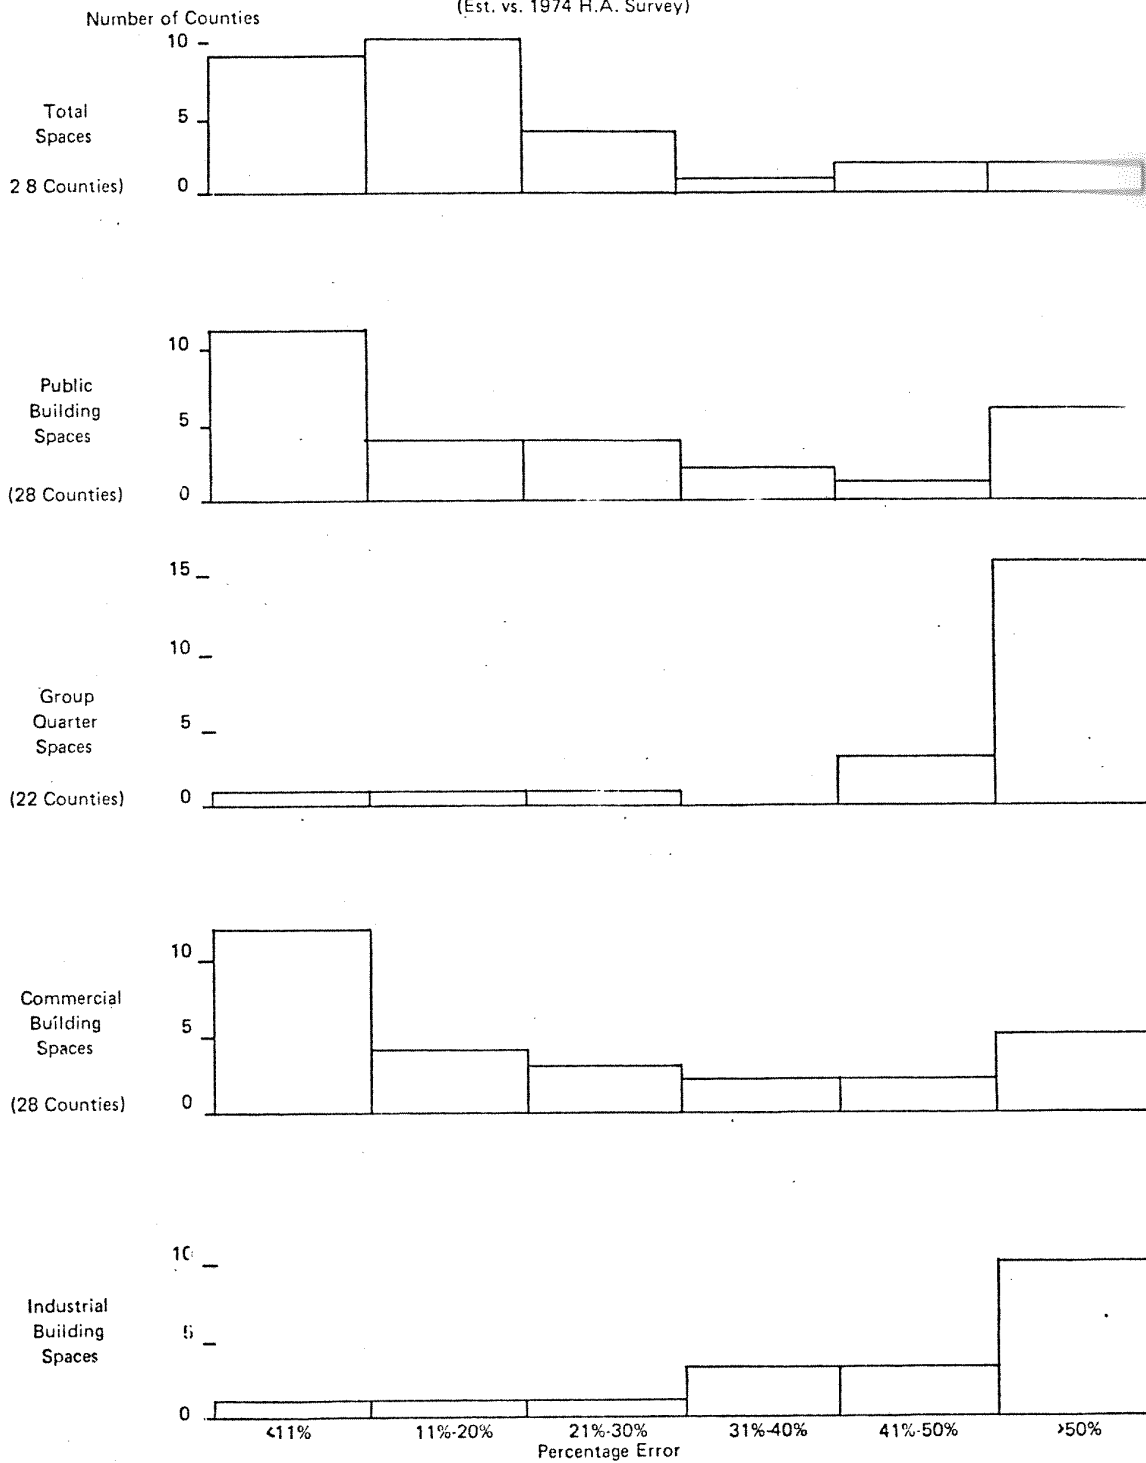 (Est. vs. 1974 H.A. Survey)
Number of Counties
10
5
0
Total
Spaces
2 8 Counties)
10
5
0
Public
Building
Spaces
(28 Counties)
15
10
5
0
Group
Quarter
Spaces
(22 Counties)
10
5
0
Commercial
Building
Spaces
(28 Counties)
10
5
0
Industrial
Building
Spaces
<11% 11%-20% 21%-30% 31%-40% 41%-50% >50%
Percentage Error